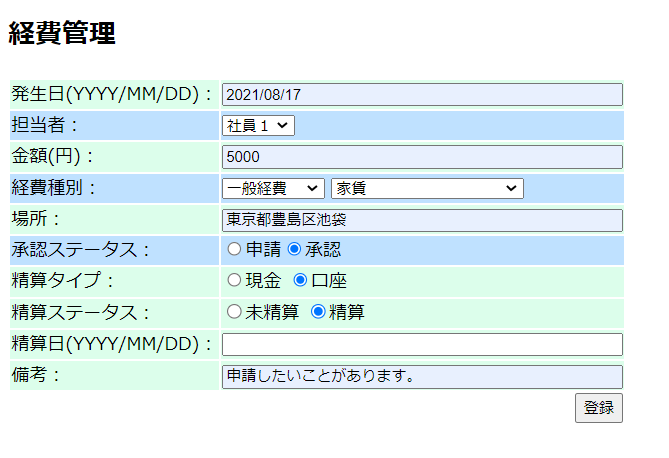 経費管理
発生日(YYYY/MM/DD)： 2021/08/17
担当者： 社員１
金額(円)： 5000
経費種別： 一般経費 家賃
場所： 東京都豊島区池袋
承認ステータス： 申請 承認
精算タイプ： 現金 口座
精算ステータス： 未精算 精算
精算日(YYYY/MM/DD)：
備考： 申請したいことがあります。
登録